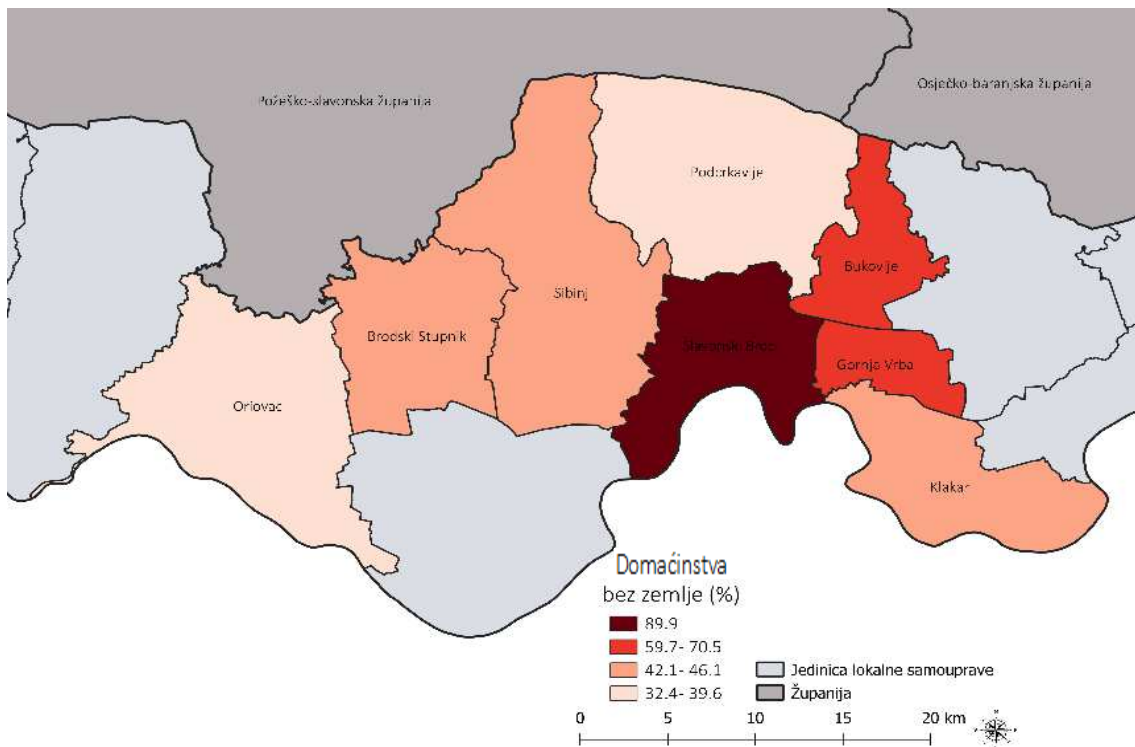 Požeško-slavonska županija
Osječko-baranjska županija
Podcrkavlje
Bukovlje
Sibinj
Brodski Stupnik
Slavonski Brod
Gornja Vrba
Oriovac
Klakar
Domaćinstva
bez zemlje (%)
89.9
59.7- 70.5
42.1- 46.1
32.4- 39.6
Jedinica lokalne samouprave
Županija
0 5 10 15 20 km